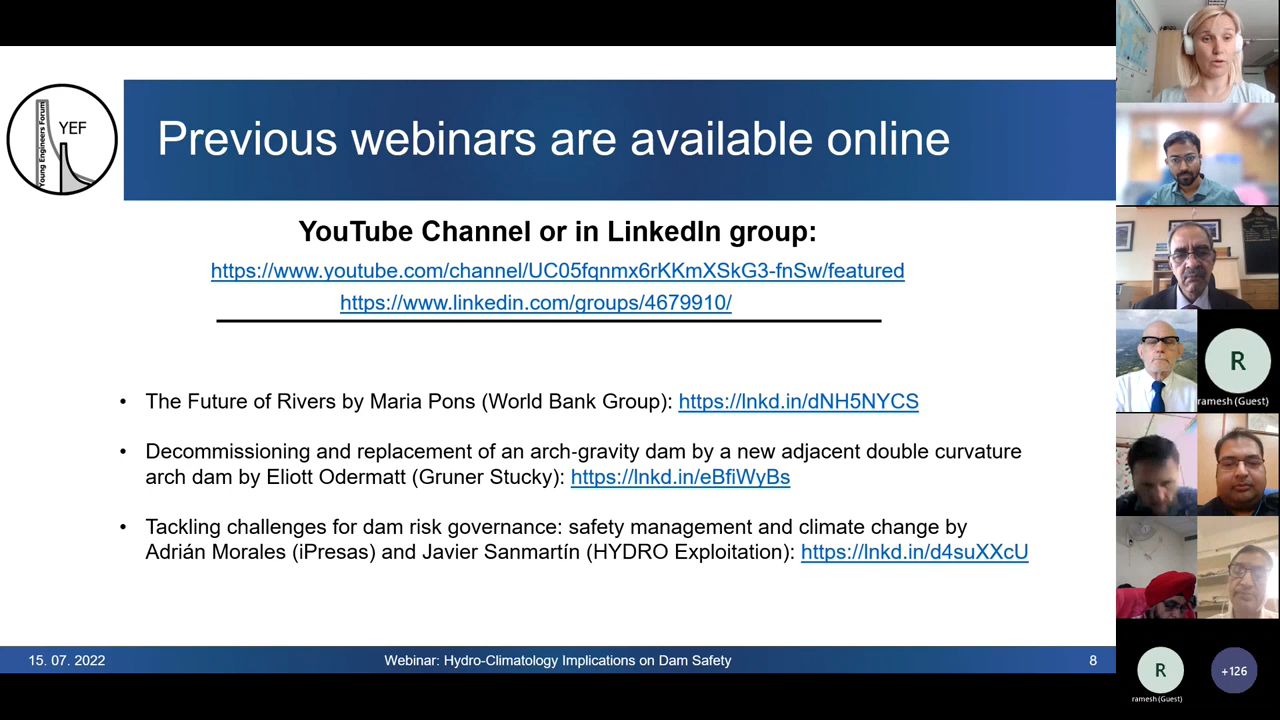 Young Engineers Forum
YEF
Previous webinars are available online
YouTube Channel or in LinkedIn group:
https://www.youtube.com/channel/UC05fqnmx6rKKmXSkG3-fnSw/featured
https://www.linkedin.com/groups/4679910/
• The Future of Rivers by Maria Pons (World Bank Group): https://lnkd.in/dNH5NYCS
• Decommissioning and replacement of an arch-gravity dam by a new adjacent double curvature
arch dam by Eliott Odermatt (Gruner Stucky): https://lnkd.in/eBfiWyBs
• Tackling challenges for dam risk governance: safety management and climate change by
Adrián Morales (iPresas) and Javier Sanmartín (HYDRO Exploitation): https://lnkd.in/d4suXXcU
15. 07. 2022
Webinar: Hydro-Climatology Implications on Dam Safety
8
R
ramesh (Guest)
R
ramesh (Guest)
+126